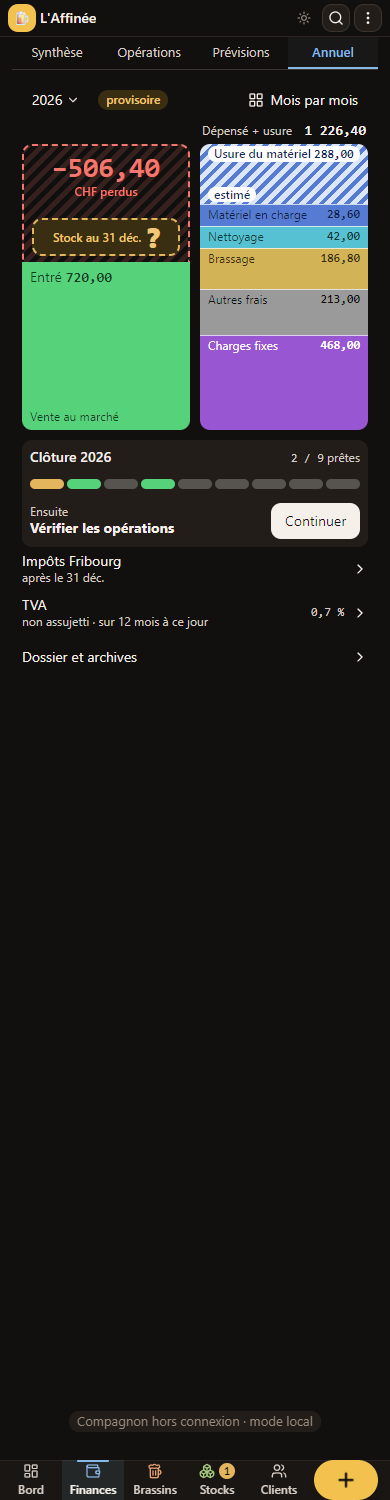 L'Affinée
Synthèse Opérations Prévisions Annuel
2026 provisoire Mois par mois
Dépensé + usure 1 226,40
−506,40
CHF perdus
Stock au 31 déc. ?
Entré 720,00
Vente au marché
Usure du matériel 288,00
estimé
Matériel en charge 28,60
Nettoyage 42,00
Brassage 186,80
Autres frais 213,00
Charges fixes 468,00
Clôture 2026 2 / 9 prêtes
Ensuite
Vérifier les opérations
Continuer
Impôts Fribourg
après le 31 déc.
TVA
non assujetti · sur 12 mois à ce jour 0,7 %
Dossier et archives
Compagnon hors connexion · mode local
Bord Finances Brassins Stocks 1 Clients +